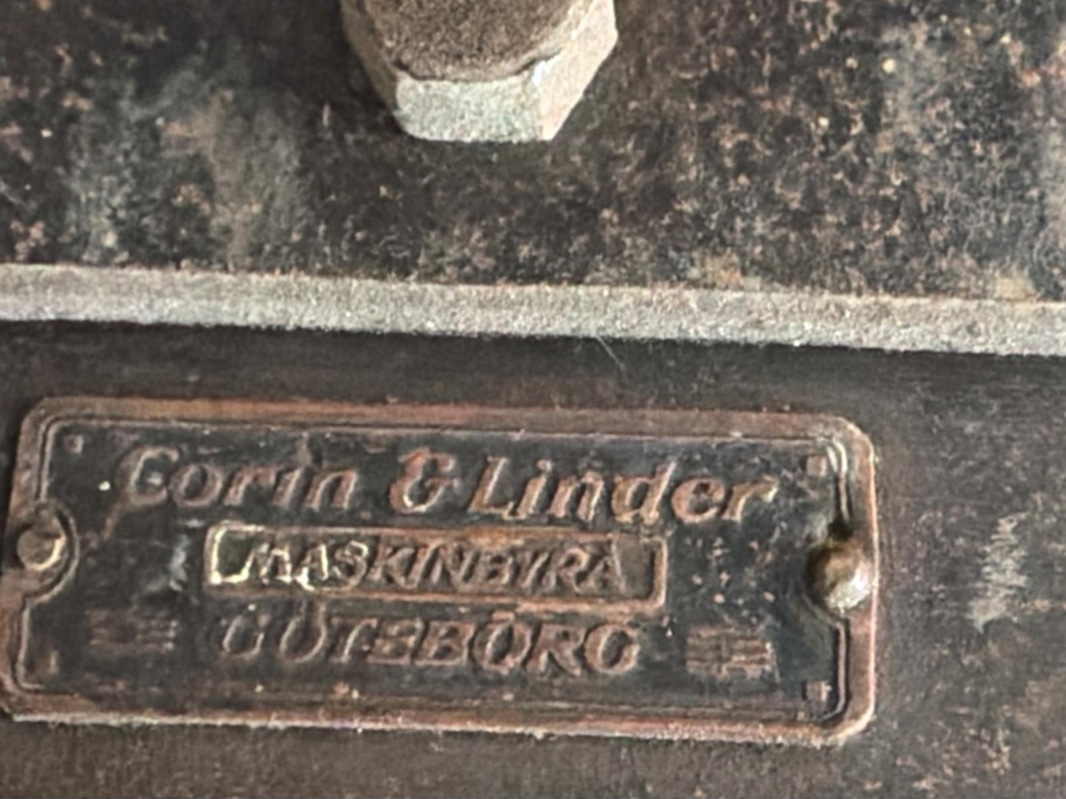 Corin & Linder
MASKINBYRÅ
GÖTEBORG